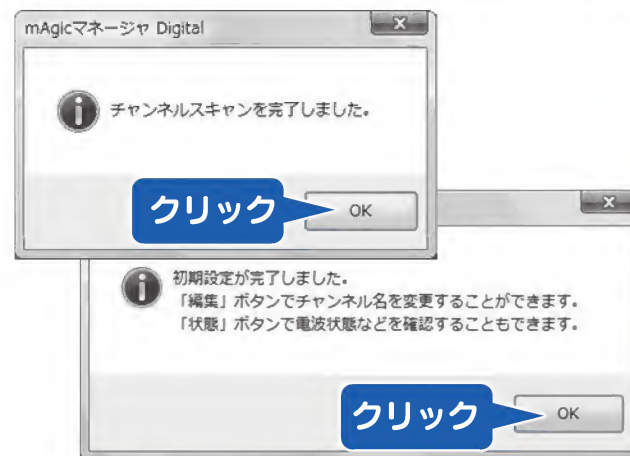 mAgicマネージャ Digital
チャンネルスキャンを完了しました。
クリック
OK
初期設定が完了しました。
「編集」ボタンでチャンネル名を変更することができます。
「状態」ボタンで電波状態などを確認することもできます。
クリック
OK